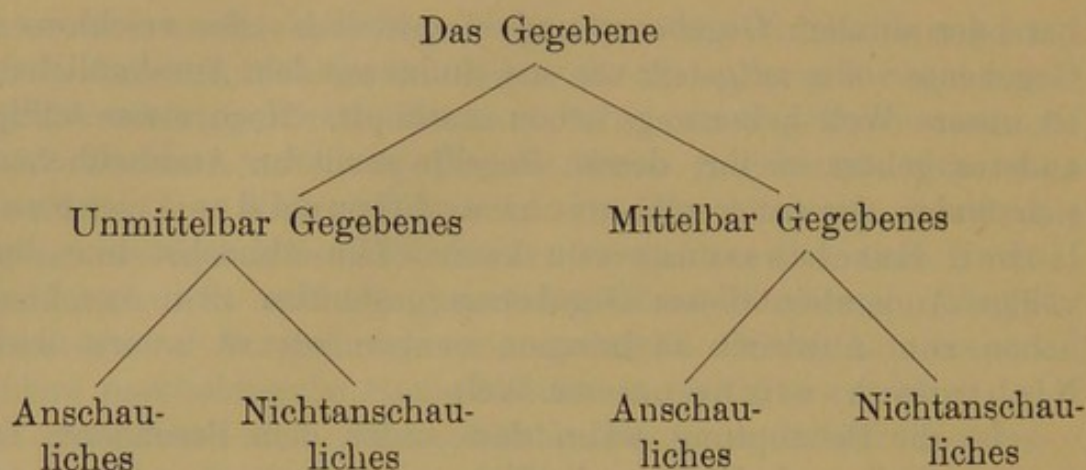 Das Gegebene
Unmittelbar Gegebenes Mittelbar Gegebenes
Anschau- Nichtanschau- Anschau- Nichtanschau-
liches liches liches liches